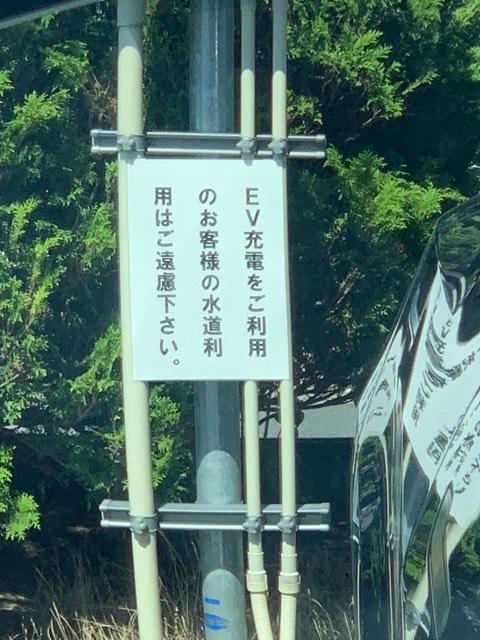 EV充電をご利用
のお客様の水道利
用はご遠慮下さい。